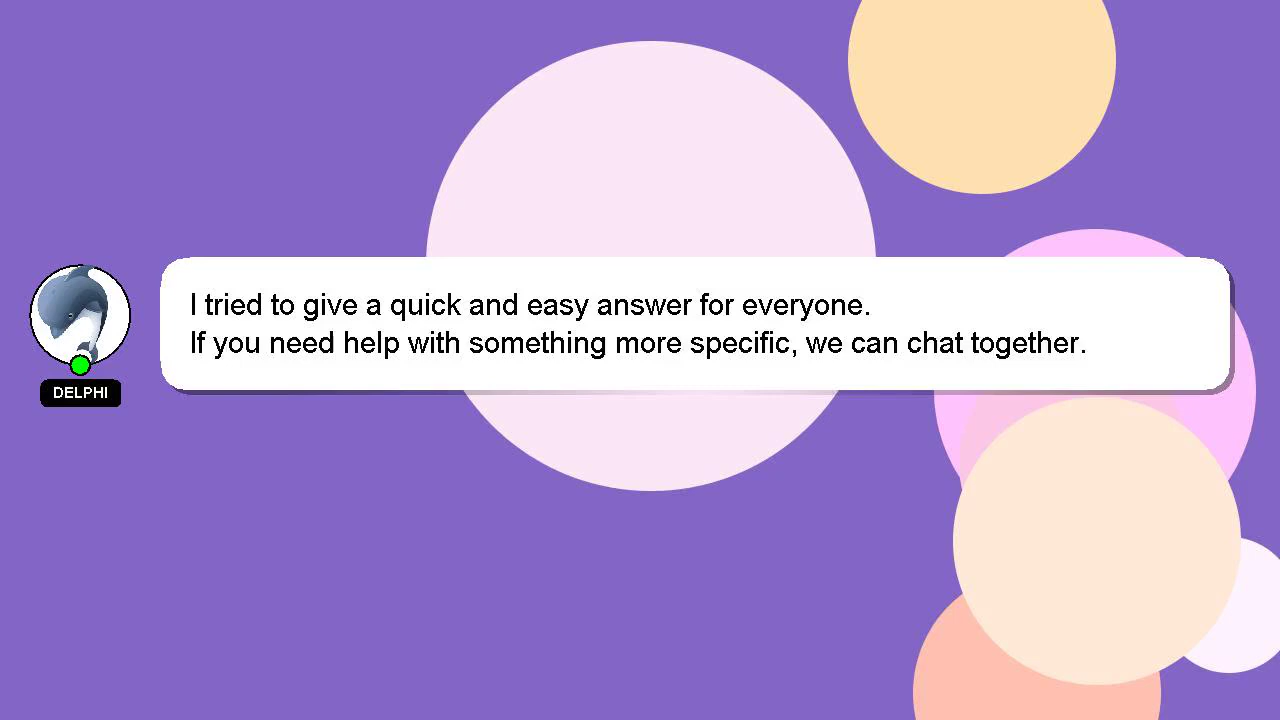 I tried to give a quick and easy answer for everyone.
If you need help with something more specific, we can chat together.
DELPHI